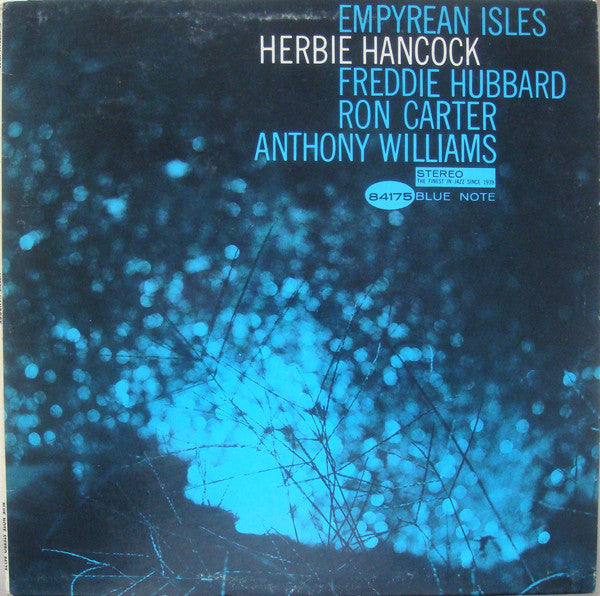 EMPYREAN ISLES
HERBIE HANCOCK
FREDDIE HUBBARD
RON CARTER
ANTHONY WILLIAMS
STEREO
THE FINEST IN JAZZ SINCE 1939
84175 BLUE NOTE